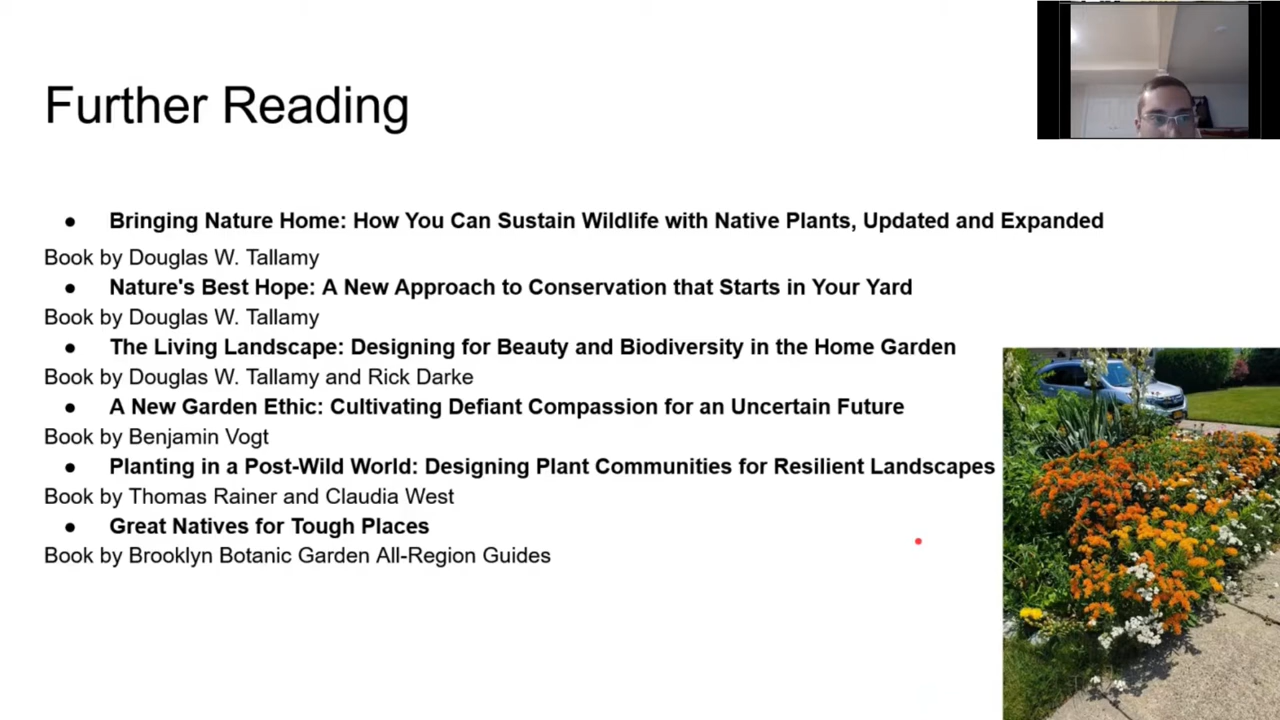 Further Reading
● Bringing Nature Home: How You Can Sustain Wildlife with Native Plants, Updated and Expanded
Book by Douglas W. Tallamy
● Nature's Best Hope: A New Approach to Conservation that Starts in Your Yard
Book by Douglas W. Tallamy
● The Living Landscape: Designing for Beauty and Biodiversity in the Home Garden
Book by Douglas W. Tallamy and Rick Darke
● A New Garden Ethic: Cultivating Defiant Compassion for an Uncertain Future
Book by Benjamin Vogt
● Planting in a Post-Wild World: Designing Plant Communities for Resilient Landscapes
Book by Thomas Rainer and Claudia West
● Great Natives for Tough Places
Book by Brooklyn Botanic Garden All-Region Guides